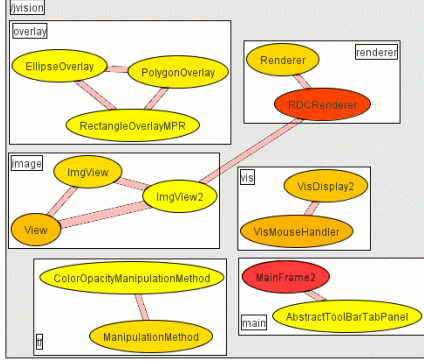 /jvision
overlay
EllipseOverlay
PolygonOverlay
RectangleOverlayMPR
renderer
Renderer
RDCRenderer
image
ImgView
ImgView2
View
vis
VisDisplay2
VisMouseHandler
ColorOpacityManipulationMethod
ManipulationMethod
tf
MainFrame2
AbstractToolBarTabPanel
main